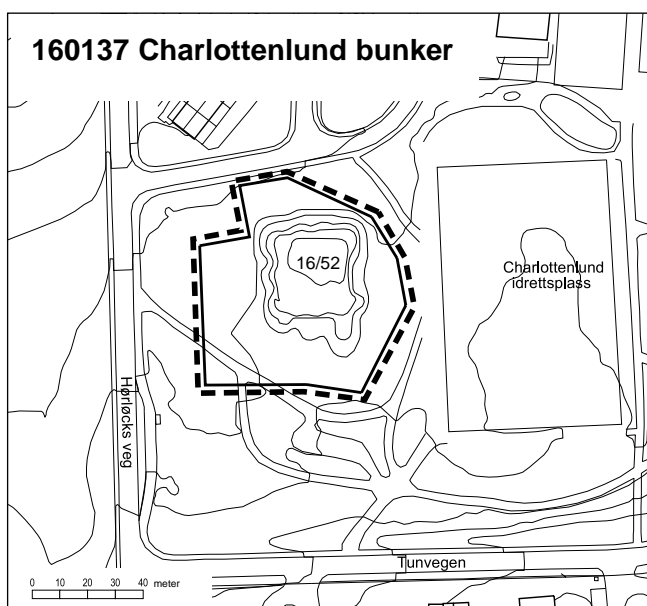 160137 Charlottenlund bunker
16/52
Charlottenlund
idrettsplass
Hørløcks veg
Tunvegen
0 10 20 30 40 meter